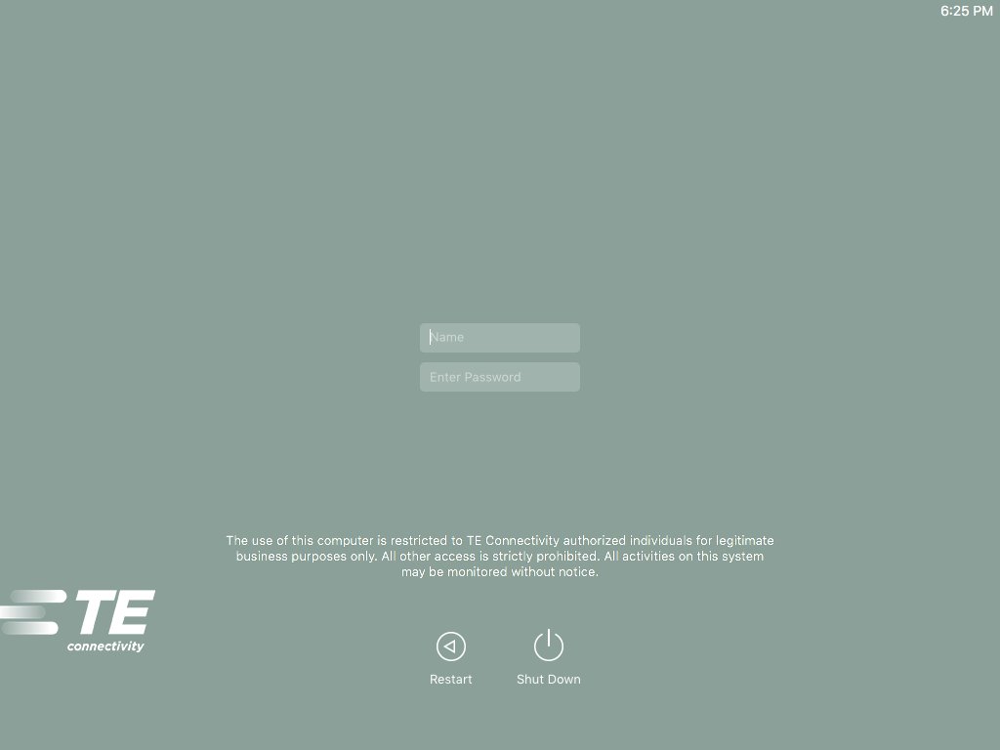 6:25 PM
Name
Enter Password
The use of this computer is restricted to TE Connectivity authorized individuals for legitimate
business purposes only. All other access is strictly prohibited. All activities on this system
may be monitored without notice.
TE
connectivity
Restart
Shut Down